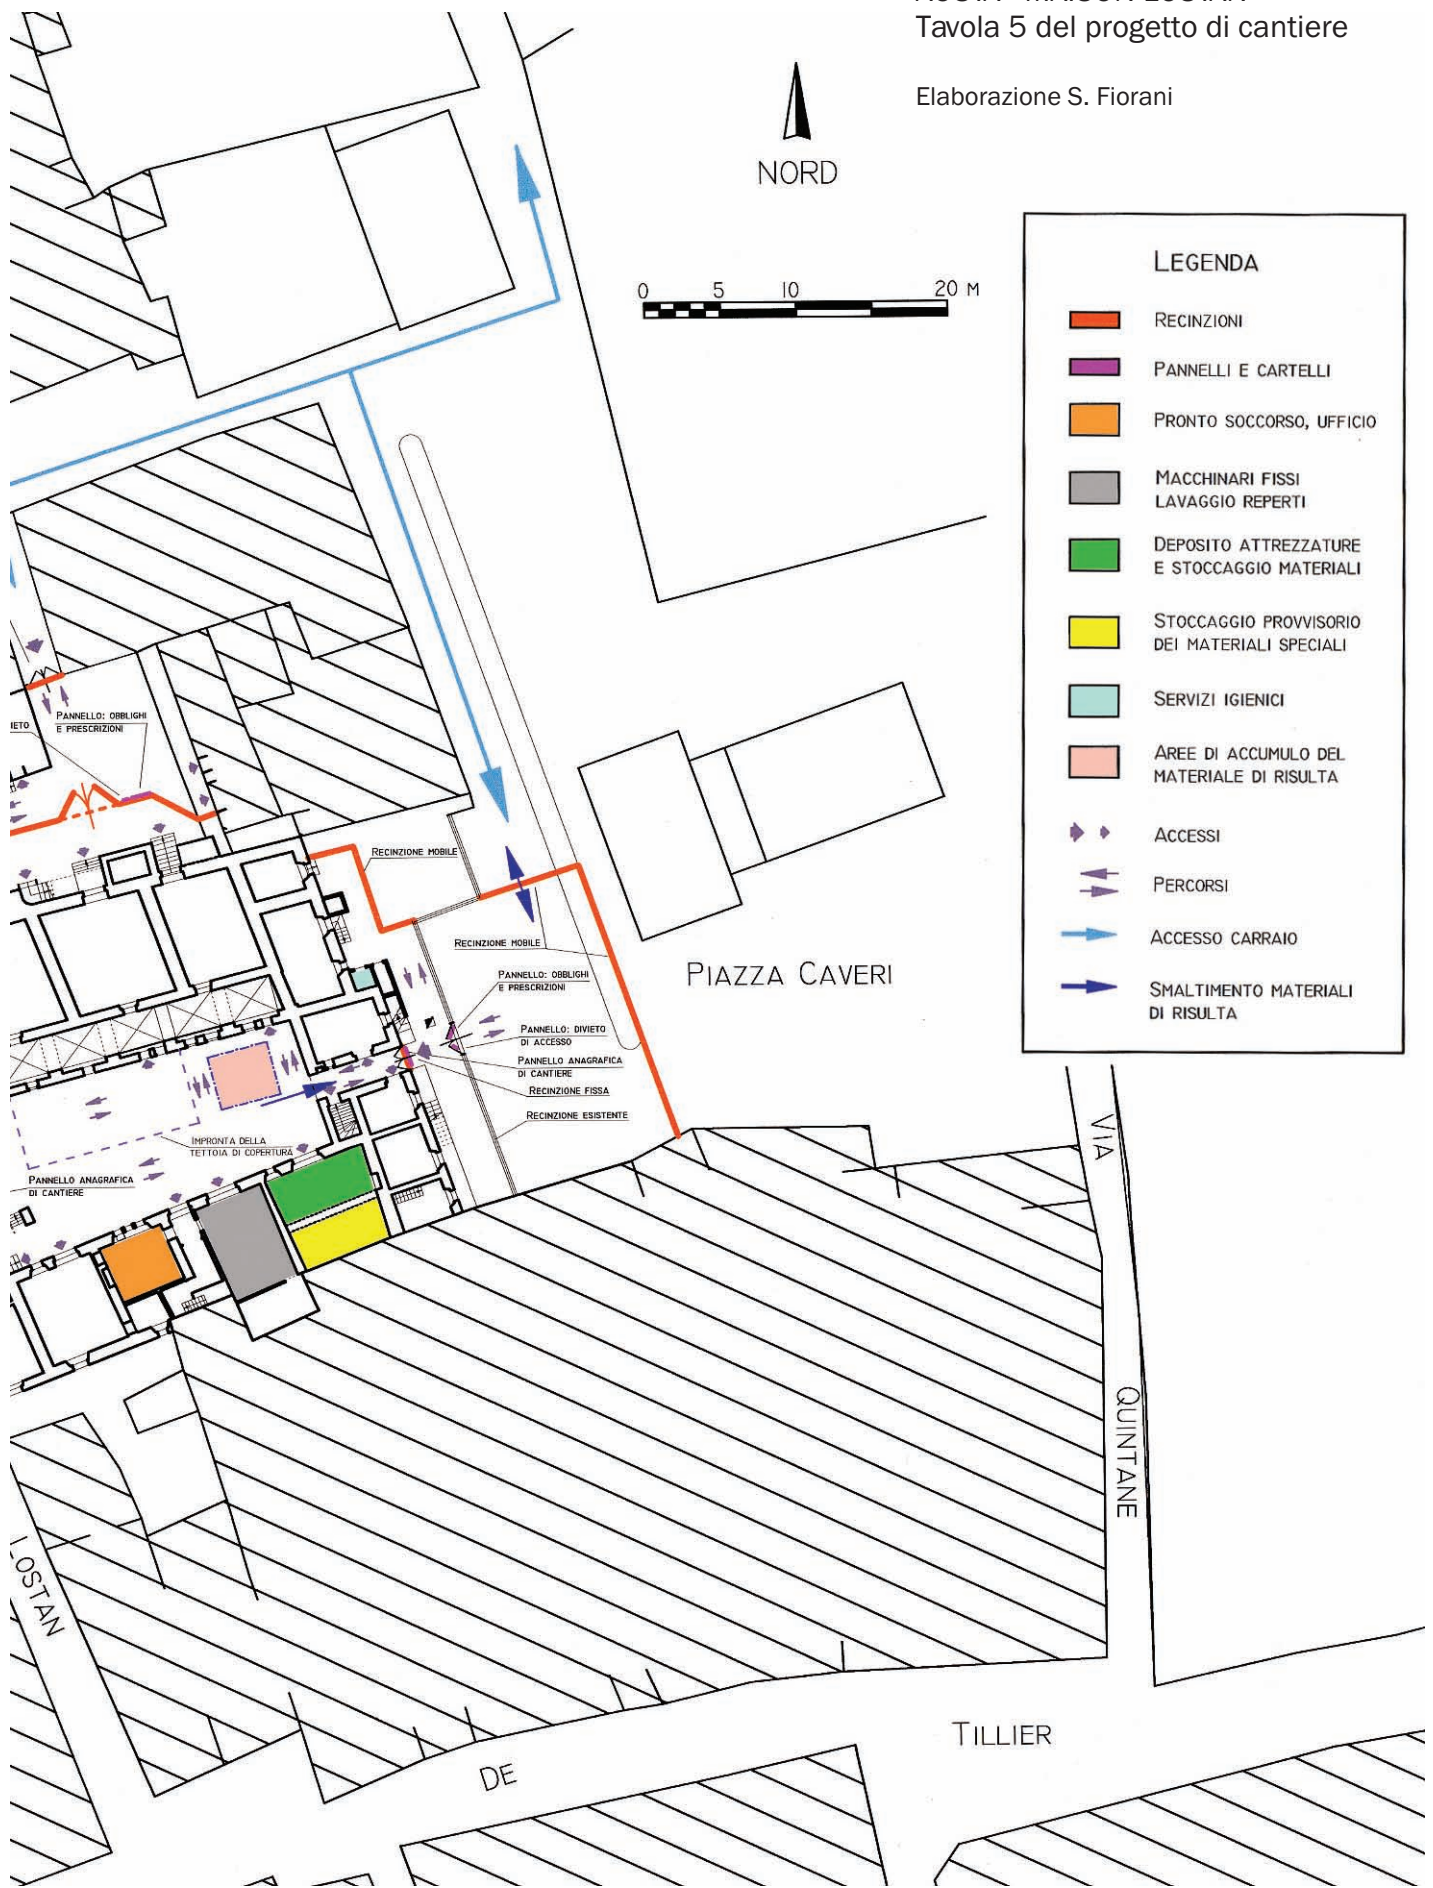 Tavola 5 del progetto di cantiere
Elaborazione S. Fiorani
NORD
0 5 10 20 M
LEGENDA
RECINZIONI
PANNELLI E CARTELLI
PRONTO SOCCORSO, UFFICIO
MACCHINARI FISSI
LAVAGGIO REPERTI
DEPOSITO ATTREZZATURE
E STOCCAGGIO MATERIALI
STOCCAGGIO PROVVISORIO
DEI MATERIALI SPECIALI
SERVIZI IGIENICI
AREE DI ACCUMULO DEL
MATERIALE DI RISULTA
ACCESSI
PERCORSI
ACCESSO CARRAIO
SMALTIMENTO MATERIALI
DI RISULTA
PANNELLO: OBBLIGHI
E PRESCRIZIONI
IETO
RECINZIONE MOBILE
RECINZIONE MOBILE
PIAZZA CAVERI
PANNELLO: OBBLIGHI
E PRESCRIZIONI
PANNELLO: DIVIETO
DI ACCESSO
PANNELLO ANAGRAFICA
DI CANTIERE
RECINZIONE FISSA
RECINZIONE ESISTENTE
IMPRONTA DELLA
TETTOIA DI COPERTURA
PANNELLO ANAGRAFICA
DI CANTIERE
VIA
QUINTANE
LOSTAN
DE
TILLIER